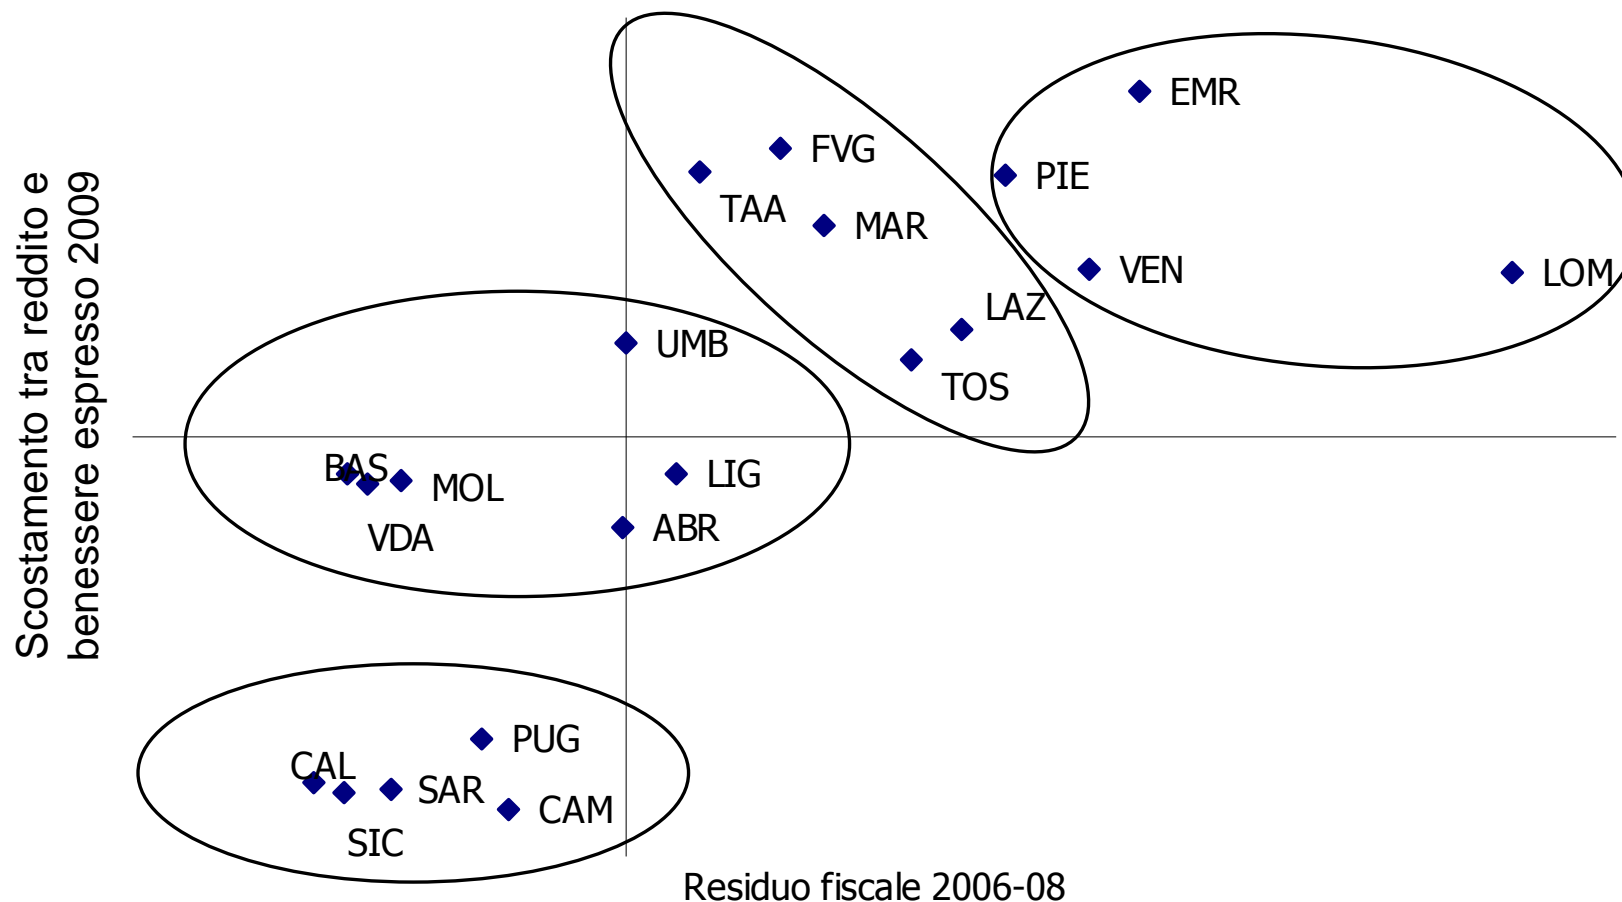 Scostamento tra reddito e
benessere espresso 2009
EMR
FVG
PIE
TAA
MAR
VEN
LOM
LAZ
UMB
TOS
BAS
MOL
LIG
VDA
ABR
PUG
CAL
SAR
CAM
SIC
Residuo fiscale 2006-08